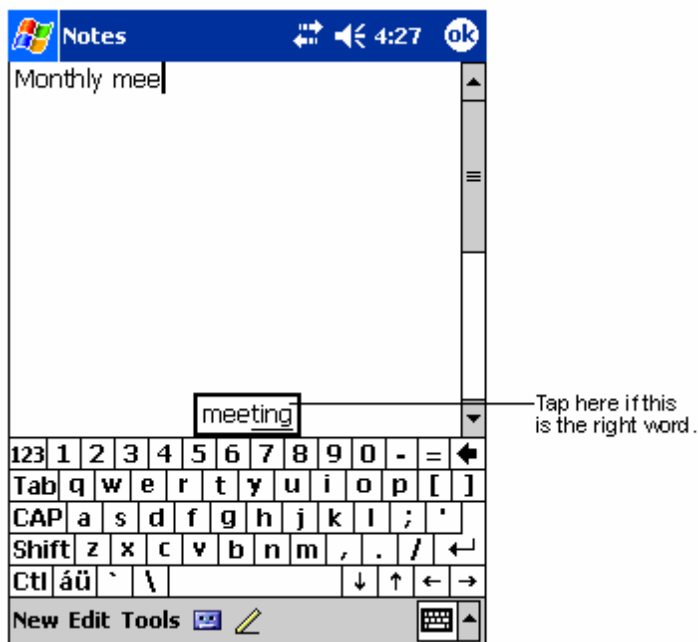 Notes 4:27 ok
Monthly mee
meeting
Tap here if this
is the right word.
123 1 2 3 4 5 6 7 8 9 0 - =
Tab q w e r t y u i o p [ ]
CAP a s d f g h j k l ; '
Shift z x c v b n m , . /
Ctl áü ` \
New Edit Tools